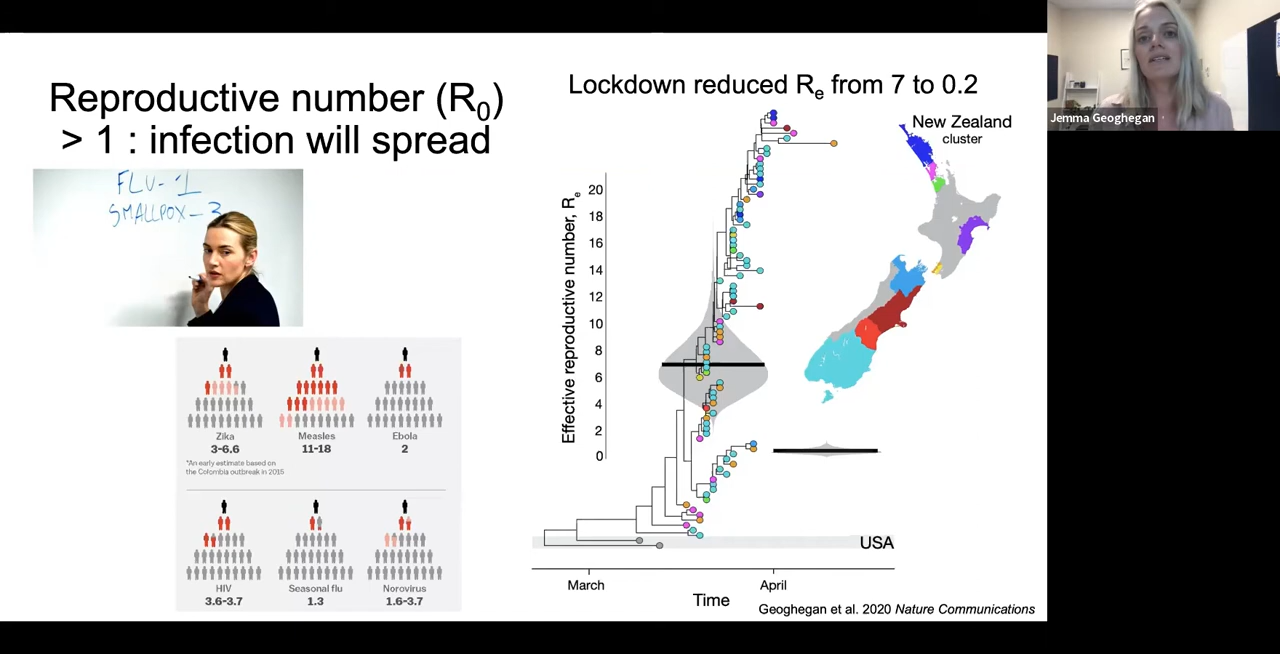 Reproductive number (R0)
> 1 : infection will spread
FLU- 1
SMALLPOX - 3
Zika
3-6.6
*An early estimate based on
the Colombia outbreak in 2015
Measles
11-18
Ebola
2
HIV
3.6-3.7
Seasonal flu
1.3
Norovirus
1.6-3.7
Lockdown reduced Re from 7 to 0.2
New Zealand
cluster
Effective reproductive number, Re
20
18
16
14
12
10
8
6
4
2
0
USA
March
April
Time
Geoghegan et al. 2020 Nature Communications
Jemma Geoghegan